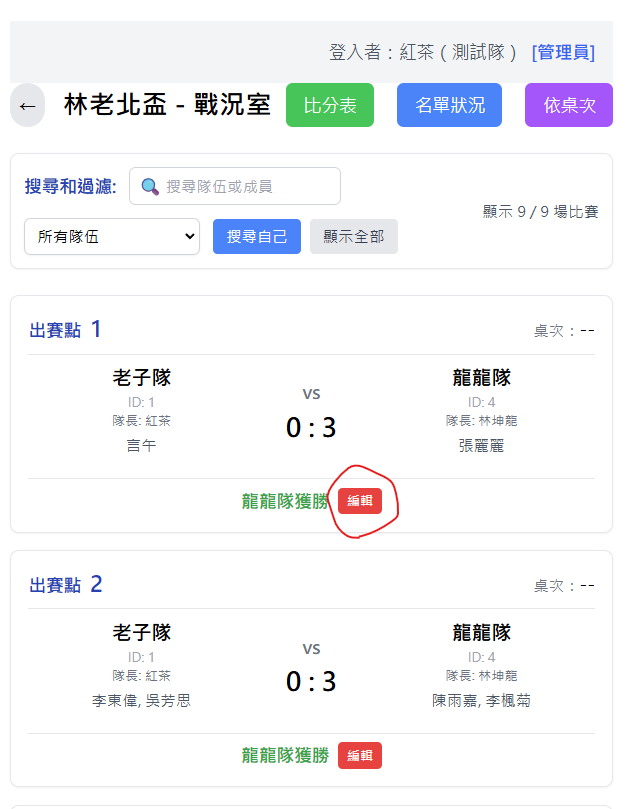 登入者：紅茶（測試隊） [管理員]
← 林老北盃 - 戰況室 比分表 名單狀況 依桌次
搜尋和過濾: 搜尋隊伍或成員
顯示 9 / 9 場比賽
所有隊伍 搜尋自己 顯示全部
出賽點 1 桌次：--
老子隊 VS 龍龍隊
ID: 1 ID: 4
隊長: 紅茶 0 : 3 隊長: 林坤龍
言午 張麗麗
龍龍隊獲勝 編輯
出賽點 2 桌次：--
老子隊 VS 龍龍隊
ID: 1 ID: 4
隊長: 紅茶 0 : 3 隊長: 林坤龍
李東偉, 吳芳思 陳雨嘉, 李楓菊
龍龍隊獲勝 編輯